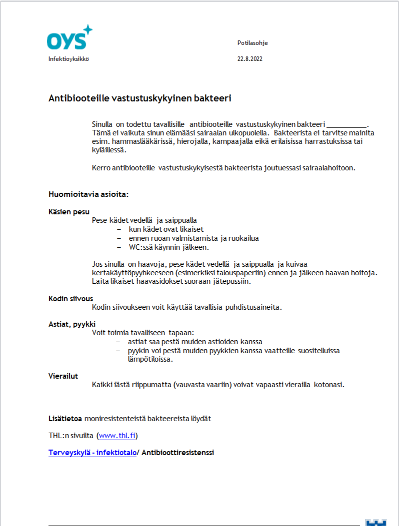 OYS
Infektioyksikkö
Potilasohje
22.8.2022
Antibiooteille vastustuskykyinen bakteeri
Sinulla on todettu tavallisille antibiooteille vastustuskykyinen bakteeri ___________.
Tämä ei vaikuta sinun elämääsi sairaalan ulkopuolella. Bakteerista ei tarvitse mainita
esim. hammaslääkärissä, hierojalla, kampaajalla eikä erilaisissa harrastuksissa tai
kyläillessä.
Kerro antibiooteille vastustuskykyisestä bakteerista joutuessasi sairaalahoitoon.
Huomioitavia asioita:
Käsien pesu
Pese kädet vedellä ja saippualla
– kun kädet ovat likaiset
– ennen ruoan valmistamista ja ruokailua
– WC:ssä käynnin jälkeen.
Jos sinulla on haavoja, pese kädet vedellä ja saippualla ja kuivaa
kertakäyttöpyyhkeeseen (esimerkiksi talouspaperiin) ennen ja jälkeen haavan hoitoja.
Laita likaiset haavasidokset suoraan jätepussiin.
Kodin siivous
Kodin siivoukseen voit käyttää tavallisia puhdistusaineita.
Astiat, pyykki
Voit toimia tavalliseen tapaan:
– astiat saa pestä muiden astioiden kanssa
– pyykin voi pestä muiden pyykkien kanssa vaatteille suositelluissa
lämpötiloissa.
Vierailut
Kaikki iästä riippumatta (vauvasta vaariin) voivat vapaasti vierailla kotonasi.
Lisätietoa moniresistenteistä bakteereista löydät
THL:n sivuilta (www.thl.fi)
Terveyskylä - infektiotalo/ Antibioottiresistenssi